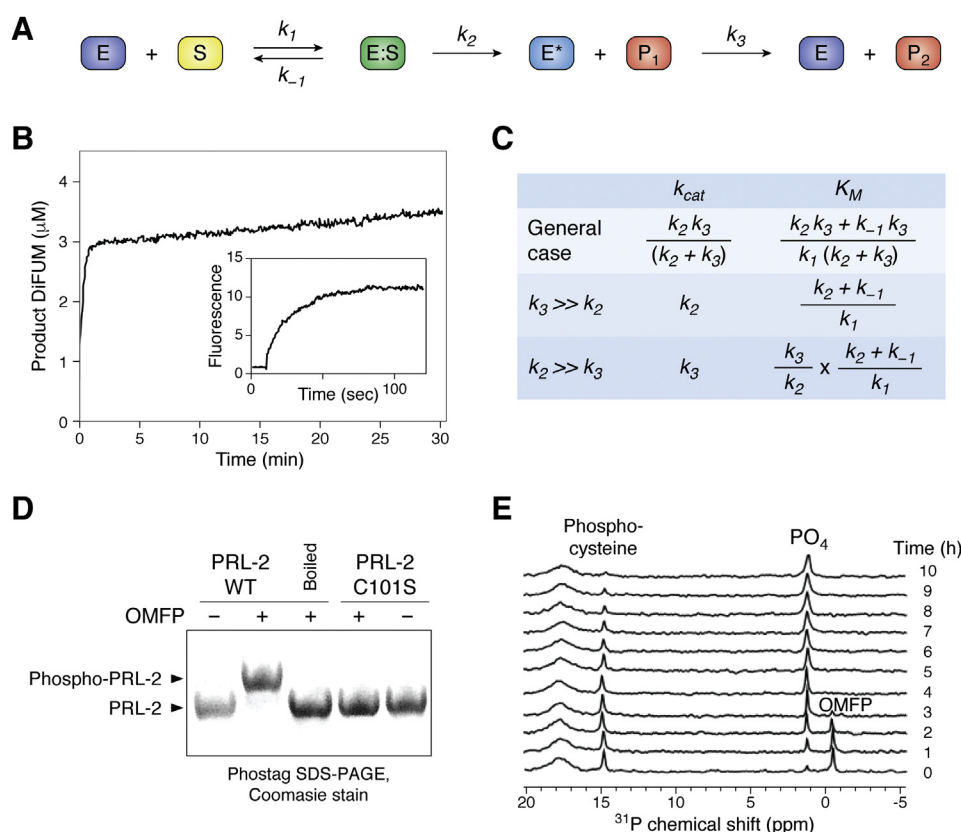 A
E + S k1 k-1 E:S k2 E* + P1 k3 E + P2
B
Product DiFUM (μM)
4
3
2
1
0
0 5 10 15 20 25 30
Time (min)
Fluorescence
15
10
5
0
0 100
Time (sec)
C
kcat KM
General case k2 k3 / (k2 + k3) k2 k3 + k-1 k3 / k1 (k2 + k3)
k3 >> k2 k2 k2 + k-1 / k1
k2 >> k3 k3 k3 / k2 x k2 + k-1 / k1
D
PRL-2 WT Boiled PRL-2 C101S
OMFP – + + + –
Phospho-PRL-2
PRL-2
Phostag SDS-PAGE,
Coomasie stain
E
Phospho-
cysteine
PO4
Time (h)
10
9
8
7
6
5
4
OMFP
3
2
1
0
20 15 10 5 0 -5
31P chemical shift (ppm)